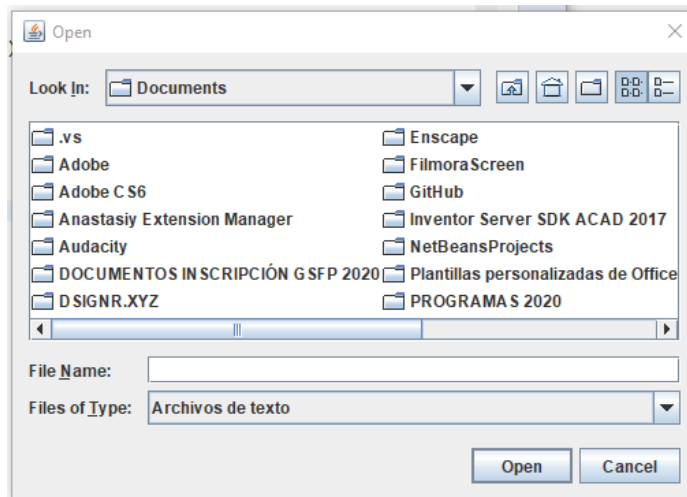 Open
Look In: Documents
.vs
Adobe
Adobe CS6
Anastasiy Extension Manager
Audacity
DOCUMENTOS INSCRIPCIÓN GSFP 2020
DSIGNR.XYZ
Enscape
FilmoraScreen
GitHub
Inventor Server SDK ACAD 2017
NetBeansProjects
Plantillas personalizadas de Office
PROGRAMAS 2020
File Name:
Files of Type: Archivos de texto
Open Cancel